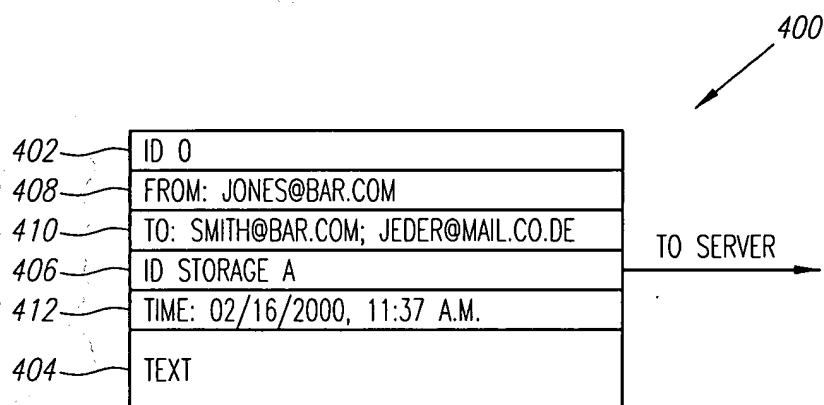 400
402 ID 0
408 FROM: JONES@BAR.COM
410 TO: SMITH@BAR.COM; JEDER@MAIL.CO.DE
TO SERVER
406 ID STORAGE A
412 TIME: 02/16/2000, 11:37 A.M.
404 TEXT